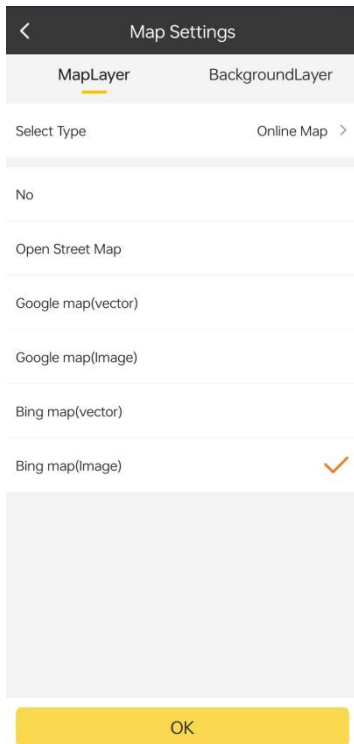 Map Settings
MapLayer BackgroundLayer
Select Type Online Map
No
Open Street Map
Google map(vector)
Google map(Image)
Bing map(vector)
Bing map(Image)
OK